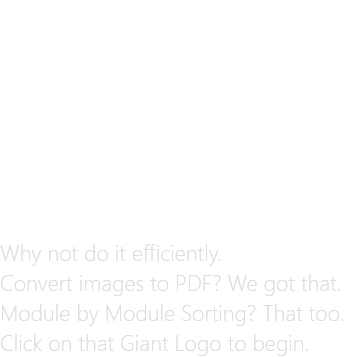 Why not do it efficiently.
Convert images to PDF? We got that.
Module by Module Sorting? That too.
Click on that Giant Logo to begin.